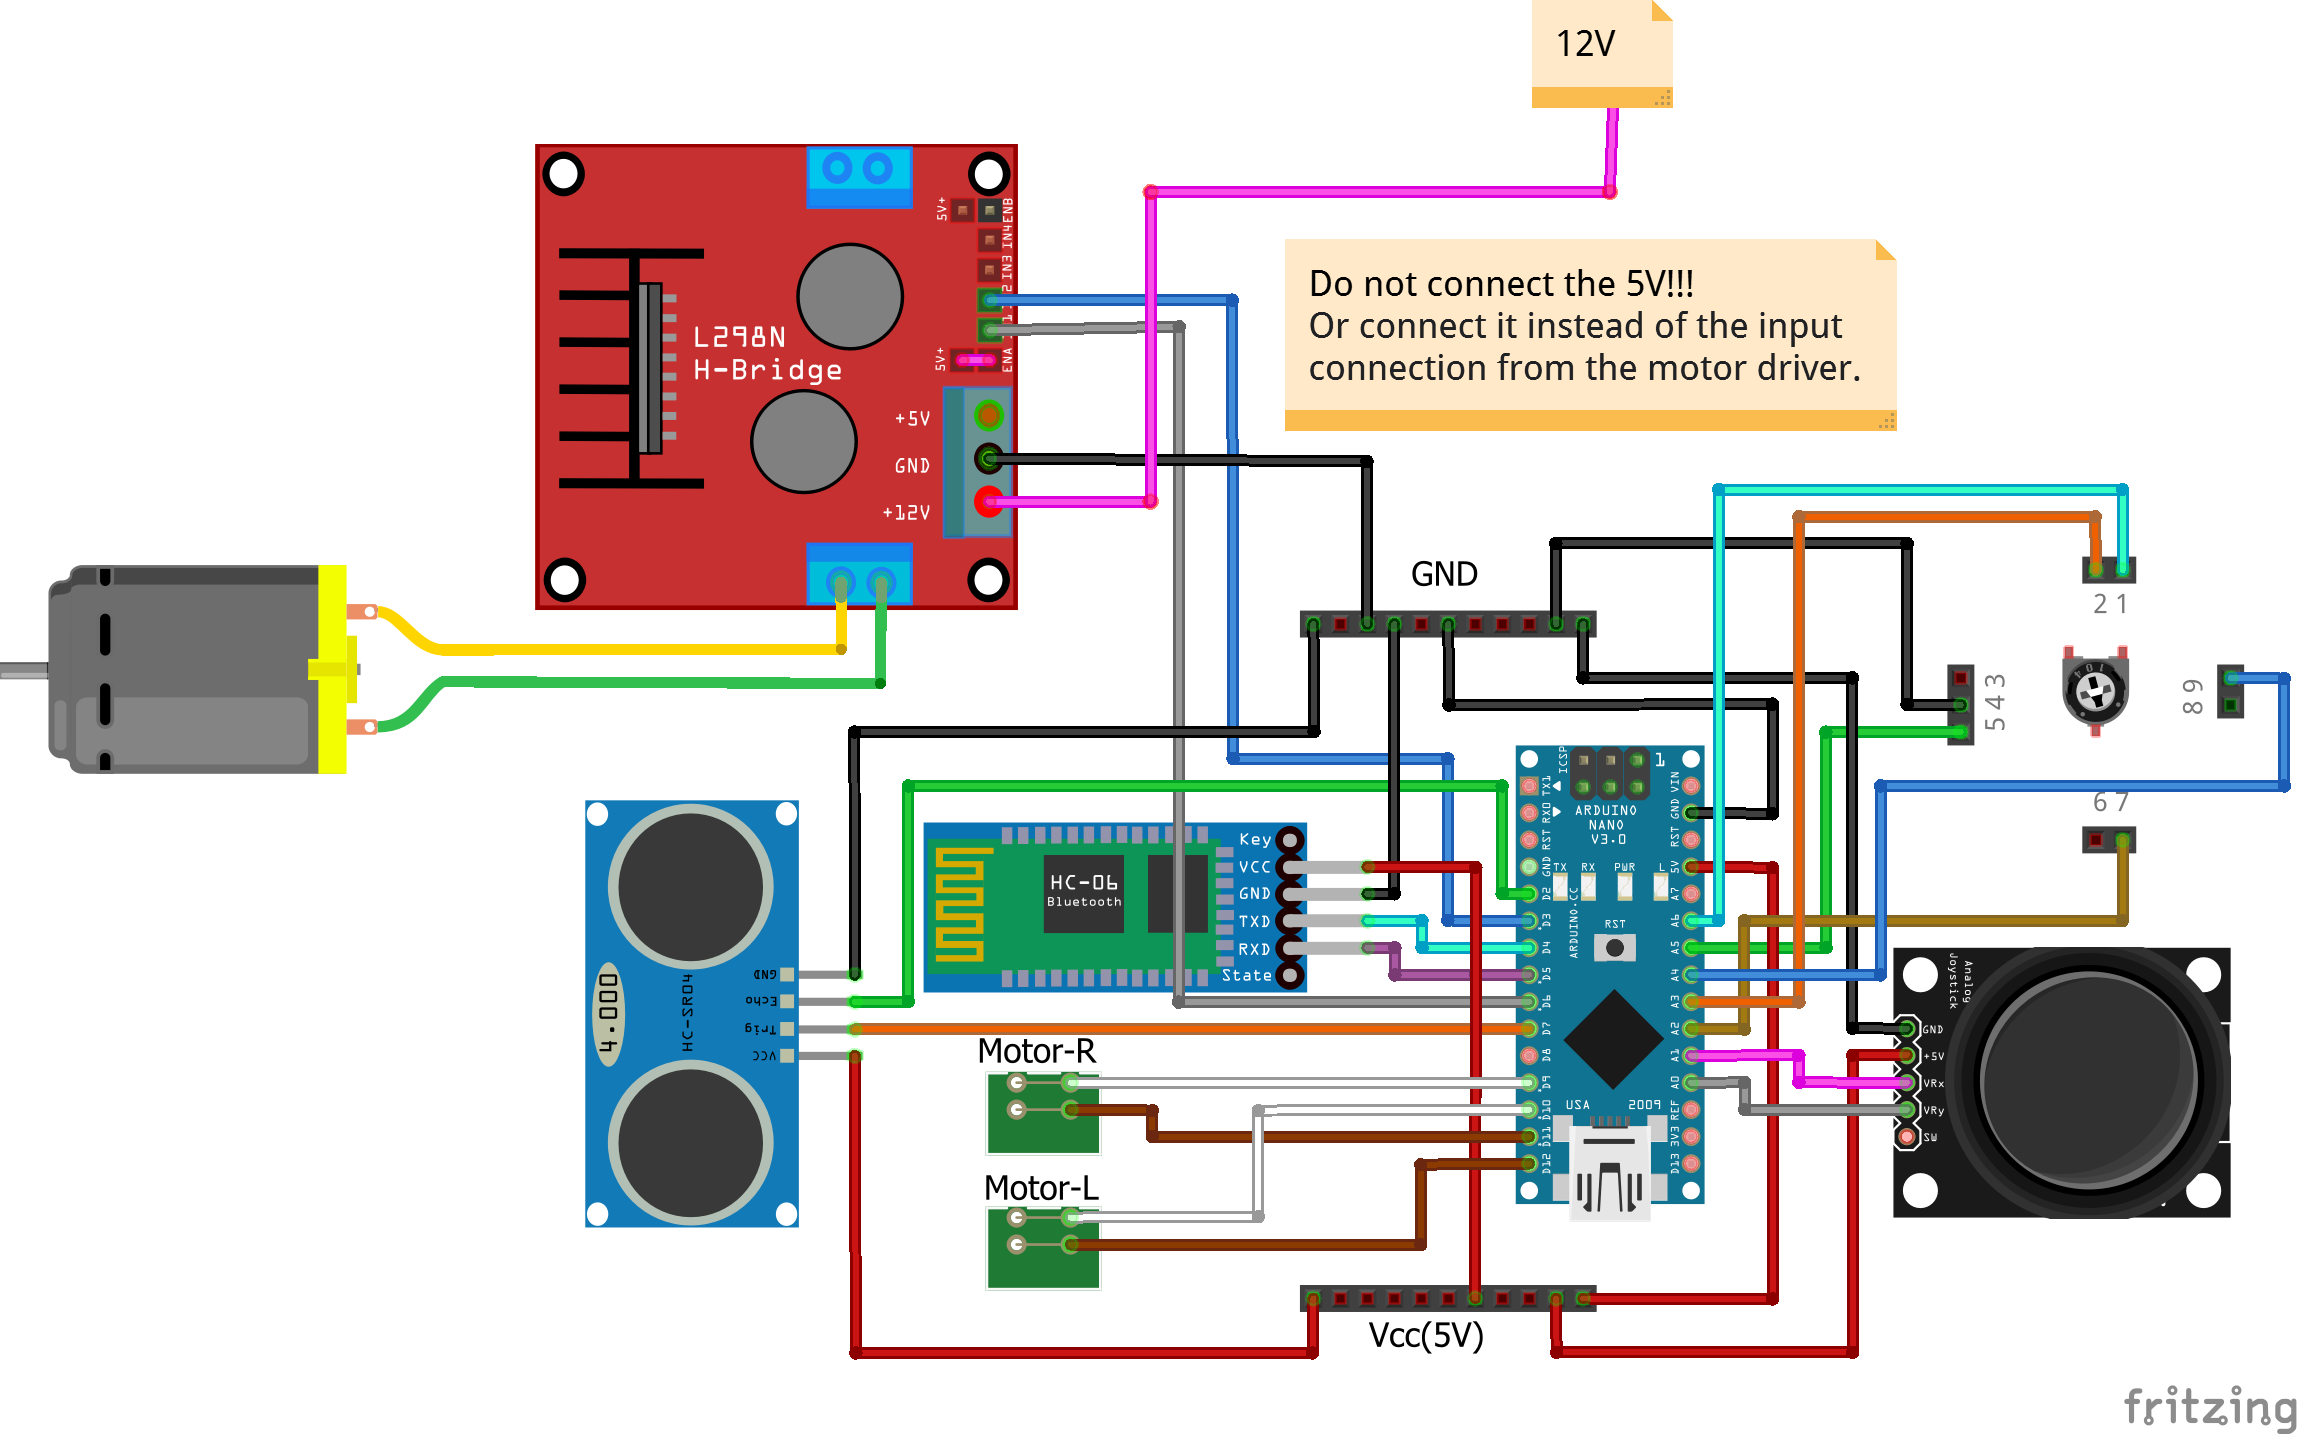 12V
Do not connect the 5V!!!
Or connect it instead of the input
connection from the motor driver.
5V+
ENB
IN4
IN3
2
1
5V+
ENA
L298N
H-Bridge
+5V
GND
+12V
GND
2 1
5 4 3
8 9
6 7
HC-SR04
4.000
GND
Echo
Trig
VCC
HC-06
Bluetooth
Key
VCC
GND
TXD
RXD
State
ICSP
1
ARDUINO
NANO
V3.0
TX RX PWR L
ARDUINO.CC
RST
USA 2009
TX1
RX0
RST
GND
D2
D3
D4
D5
D6
D7
D8
D9
D10
D11
D12
VIN
GND
RST
5V
A7
A6
A5
A4
A3
A2
A1
A0
REF
3V3
D13
Analog
Joystick
GND
+5V
VRx
VRy
SW
Motor-R
Motor-L
Vcc(5V)
fritzing